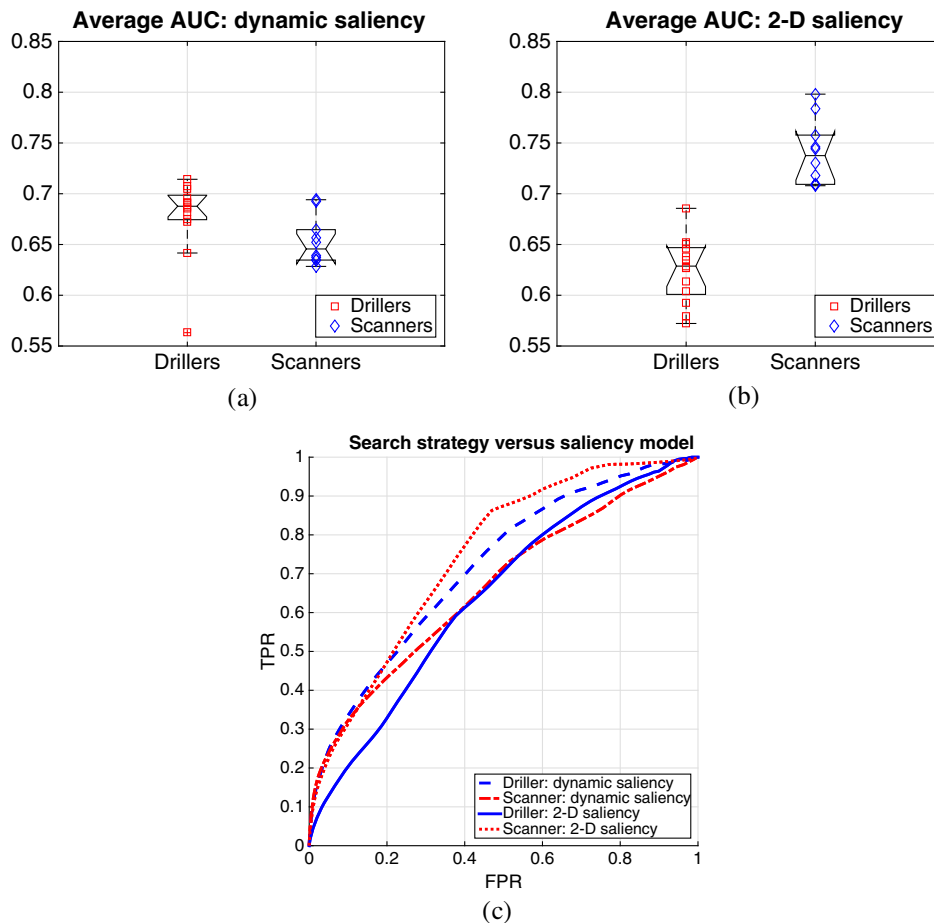 Average AUC: dynamic saliency
0.85
0.8
0.75
0.7
0.65
0.6
0.55
Drillers
Scanners
Drillers
Scanners
(a)
Average AUC: 2-D saliency
0.85
0.8
0.75
0.7
0.65
0.6
0.55
Drillers
Scanners
Drillers
Scanners
(b)
Search strategy versus saliency model
1
0.9
0.8
0.7
0.6
0.5
0.4
0.3
0.2
0.1
0
TPR
Driller: dynamic saliency
Scanner: dynamic saliency
Driller: 2-D saliency
Scanner: 2-D saliency
0
0.2
0.4
0.6
0.8
1
FPR
(c)